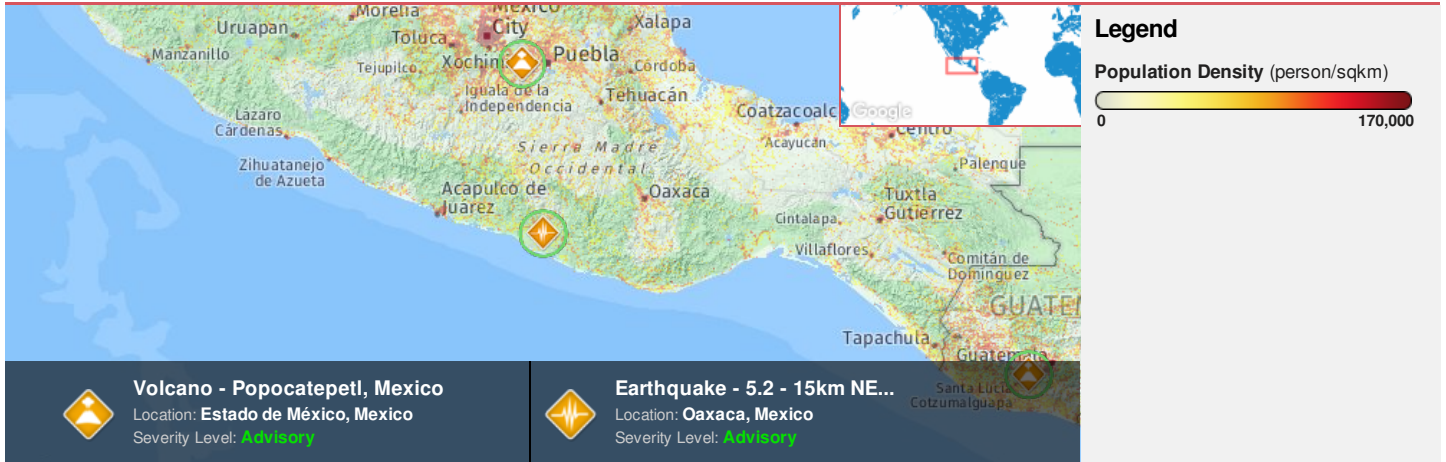 Morelia
Mexico
City
Xalapa
Uruapan
Toluca
Manzanillo
Xochim
Puebla
Tejupilco
Córdoba
Iguala de la
Independencia
Tehuacán
Coatzacoalc
Google
Lázaro
Cárdenas
Centro
Sierra Madre
Occidental
Acayucan
Zihuatanejo
de Azueta
Palenque
Acapulco de
Juárez
Oaxaca
Tuxtla
Gutierrez
Cintalapa
Villaflores
Comitán de
Domínguez
GUATEM
Tapachula
Guatemala
Santa Lucía
Cotzumalguapa
Volcano - Popocatepetl, Mexico
Location: Estado de México, Mexico
Severity Level: Advisory
Earthquake - 5.2 - 15km NE...
Location: Oaxaca, Mexico
Severity Level: Advisory
Legend
Population Density (person/sqkm)
0
170,000